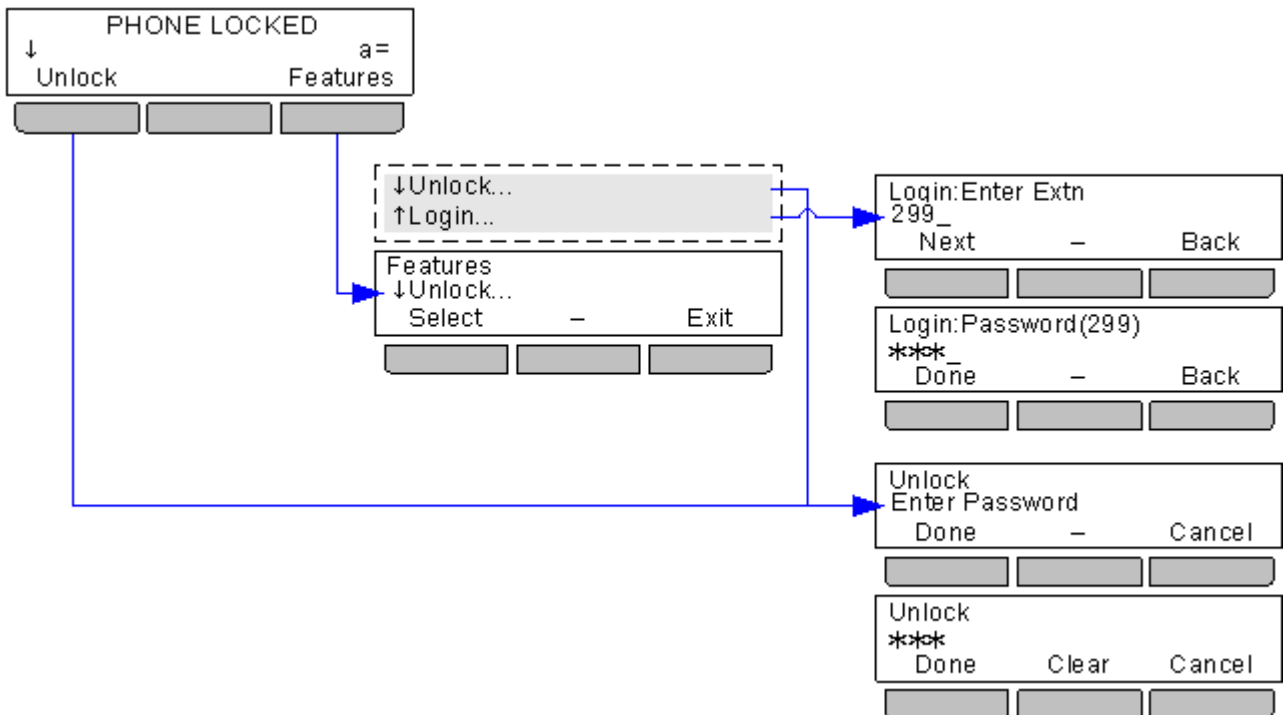 PHONE LOCKED
↓ a=
Unlock Features
↓Unlock...
↑Login...
Features
↓Unlock...
Select – Exit
Login:Enter Extn
299_
Next – Back
Login:Password(299)
***_
Done – Back
Unlock
Enter Password
Done – Cancel
Unlock
***
Done Clear Cancel